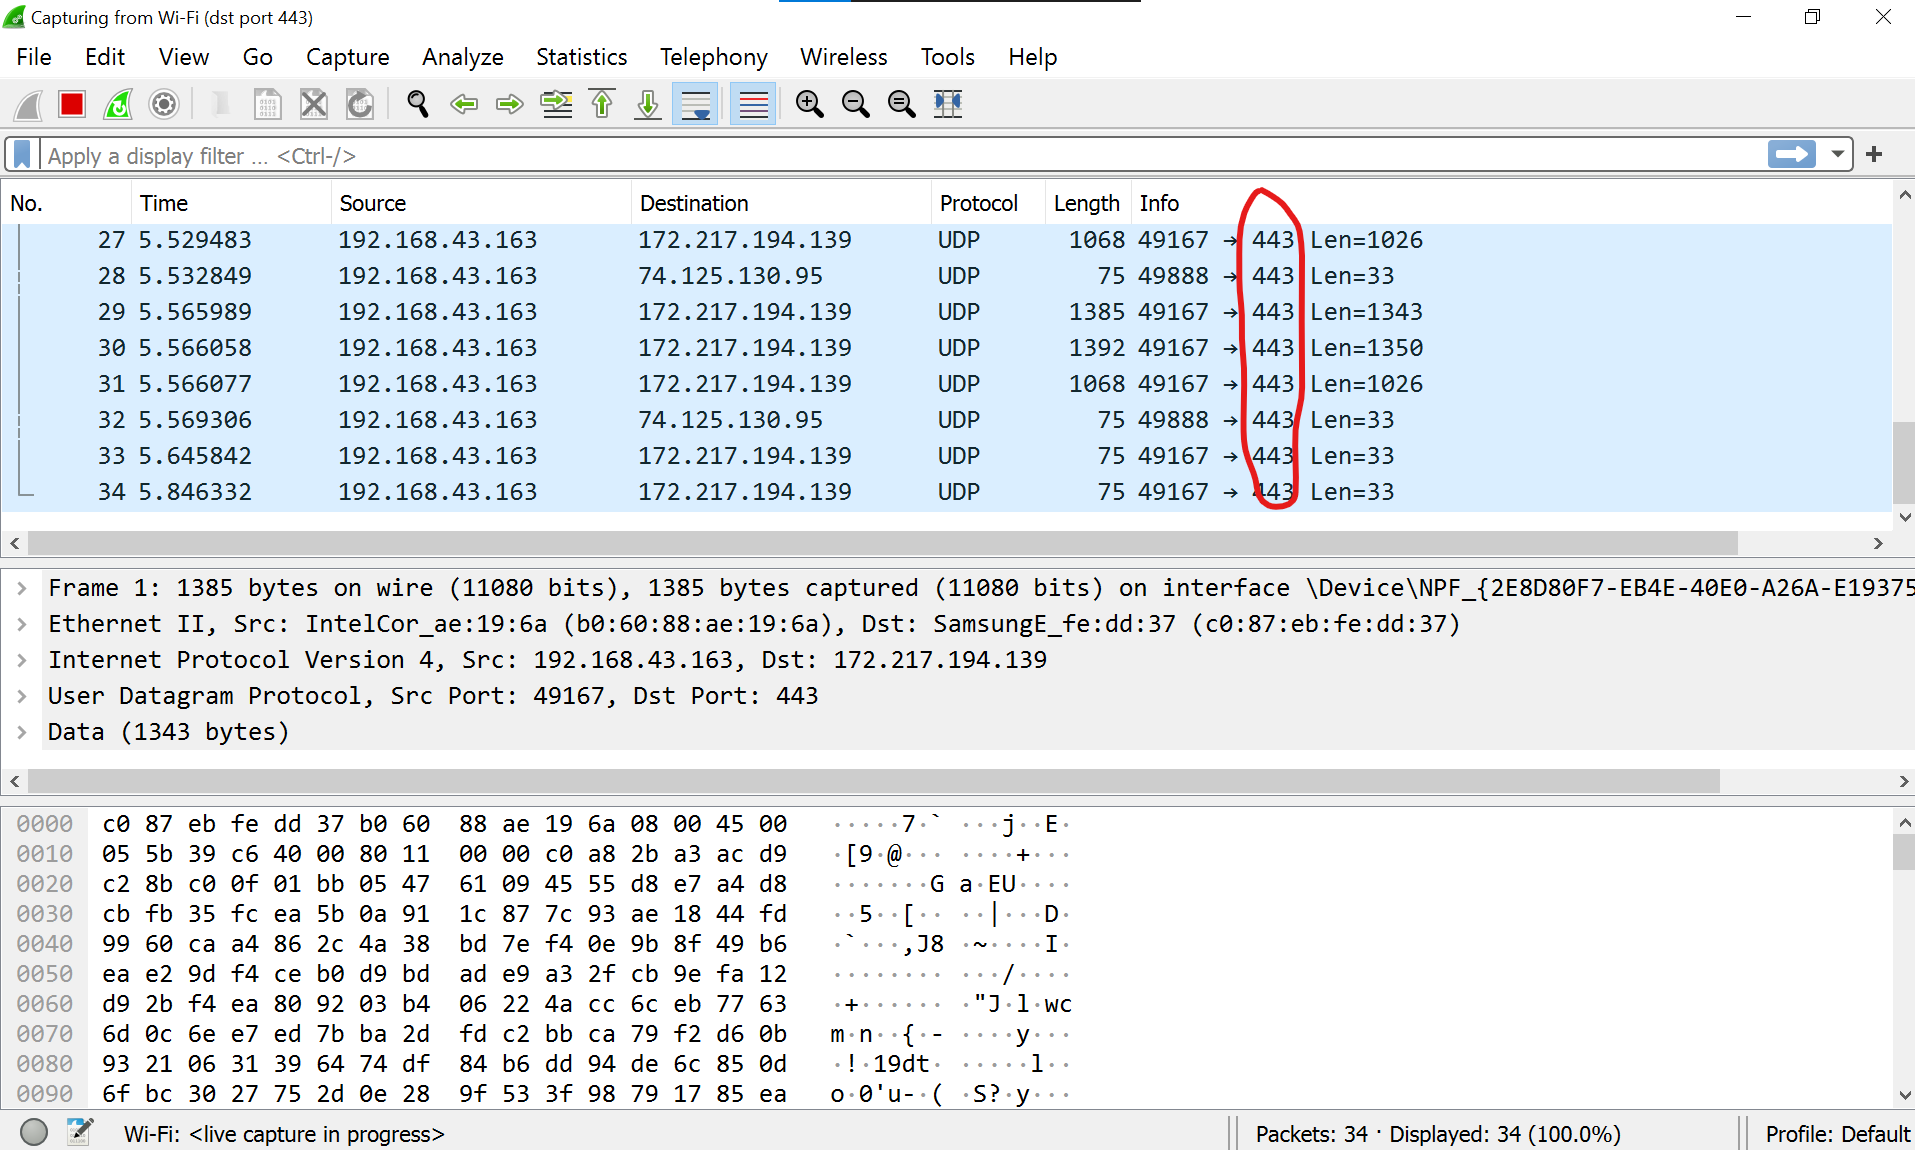 Capturing from Wi-Fi (dst port 443)
File Edit View Go Capture Analyze Statistics Telephony Wireless Tools Help
Apply a display filter ... <Ctrl-/>
No. Time Source Destination Protocol Length Info
27 5.529483 192.168.43.163 172.217.194.139 UDP 1068 49167 → 443 Len=1026
28 5.532849 192.168.43.163 74.125.130.95 UDP 75 49888 → 443 Len=33
29 5.565989 192.168.43.163 172.217.194.139 UDP 1385 49167 → 443 Len=1343
30 5.566058 192.168.43.163 172.217.194.139 UDP 1392 49167 → 443 Len=1350
31 5.566077 192.168.43.163 172.217.194.139 UDP 1068 49167 → 443 Len=1026
32 5.569306 192.168.43.163 74.125.130.95 UDP 75 49888 → 443 Len=33
33 5.645842 192.168.43.163 172.217.194.139 UDP 75 49167 → 443 Len=33
34 5.846332 192.168.43.163 172.217.194.139 UDP 75 49167 → 443 Len=33
Frame 1: 1385 bytes on wire (11080 bits), 1385 bytes captured (11080 bits) on interface \Device\NPF_{2E8D80F7-EB4E-40E0-A26A-E19375
Ethernet II, Src: IntelCor_ae:19:6a (b0:60:88:ae:19:6a), Dst: SamsungE_fe:dd:37 (c0:87:eb:fe:dd:37)
Internet Protocol Version 4, Src: 192.168.43.163, Dst: 172.217.194.139
User Datagram Protocol, Src Port: 49167, Dst Port: 443
Data (1343 bytes)
0000 c0 87 eb fe dd 37 b0 60 88 ae 19 6a 08 00 45 00 ·····7·` ···j··E·
0010 05 5b 39 c6 40 00 80 11 00 00 c0 a8 2b a3 ac d9 ·[9·@··· ····+···
0020 c2 8b c0 0f 01 bb 05 47 61 09 45 55 d8 e7 a4 d8 ·······G a·EU····
0030 cb fb 35 fc ea 5b 0a 91 1c 87 7c 93 ae 18 44 fd ··5··[·· ··|···D·
0040 99 60 ca a4 86 2c 4a 38 bd 7e f4 0e 9b 8f 49 b6 ·`···,J8 ·~····I·
0050 ea e2 9d f4 ce b0 d9 bd ad e9 a3 2f cb 9e fa 12 ········ ···/····
0060 d9 2b f4 ea 80 92 03 b4 06 22 4a cc 6c eb 77 63 ·+······ ·"J·l·wc
0070 6d 0c 6e e7 ed 7b ba 2d fd c2 bb ca 79 f2 d6 0b m·n··{·- ····y···
0080 93 21 06 31 39 64 74 df 84 b6 dd 94 de 6c 85 0d ·!·19dt· ·····l··
0090 6f bc 30 27 75 2d 0e 28 9f 53 3f 98 79 17 85 ea o·0'u-·( ·S?·y···
Wi-Fi: <live capture in progress> Packets: 34 · Displayed: 34 (100.0%) Profile: Default